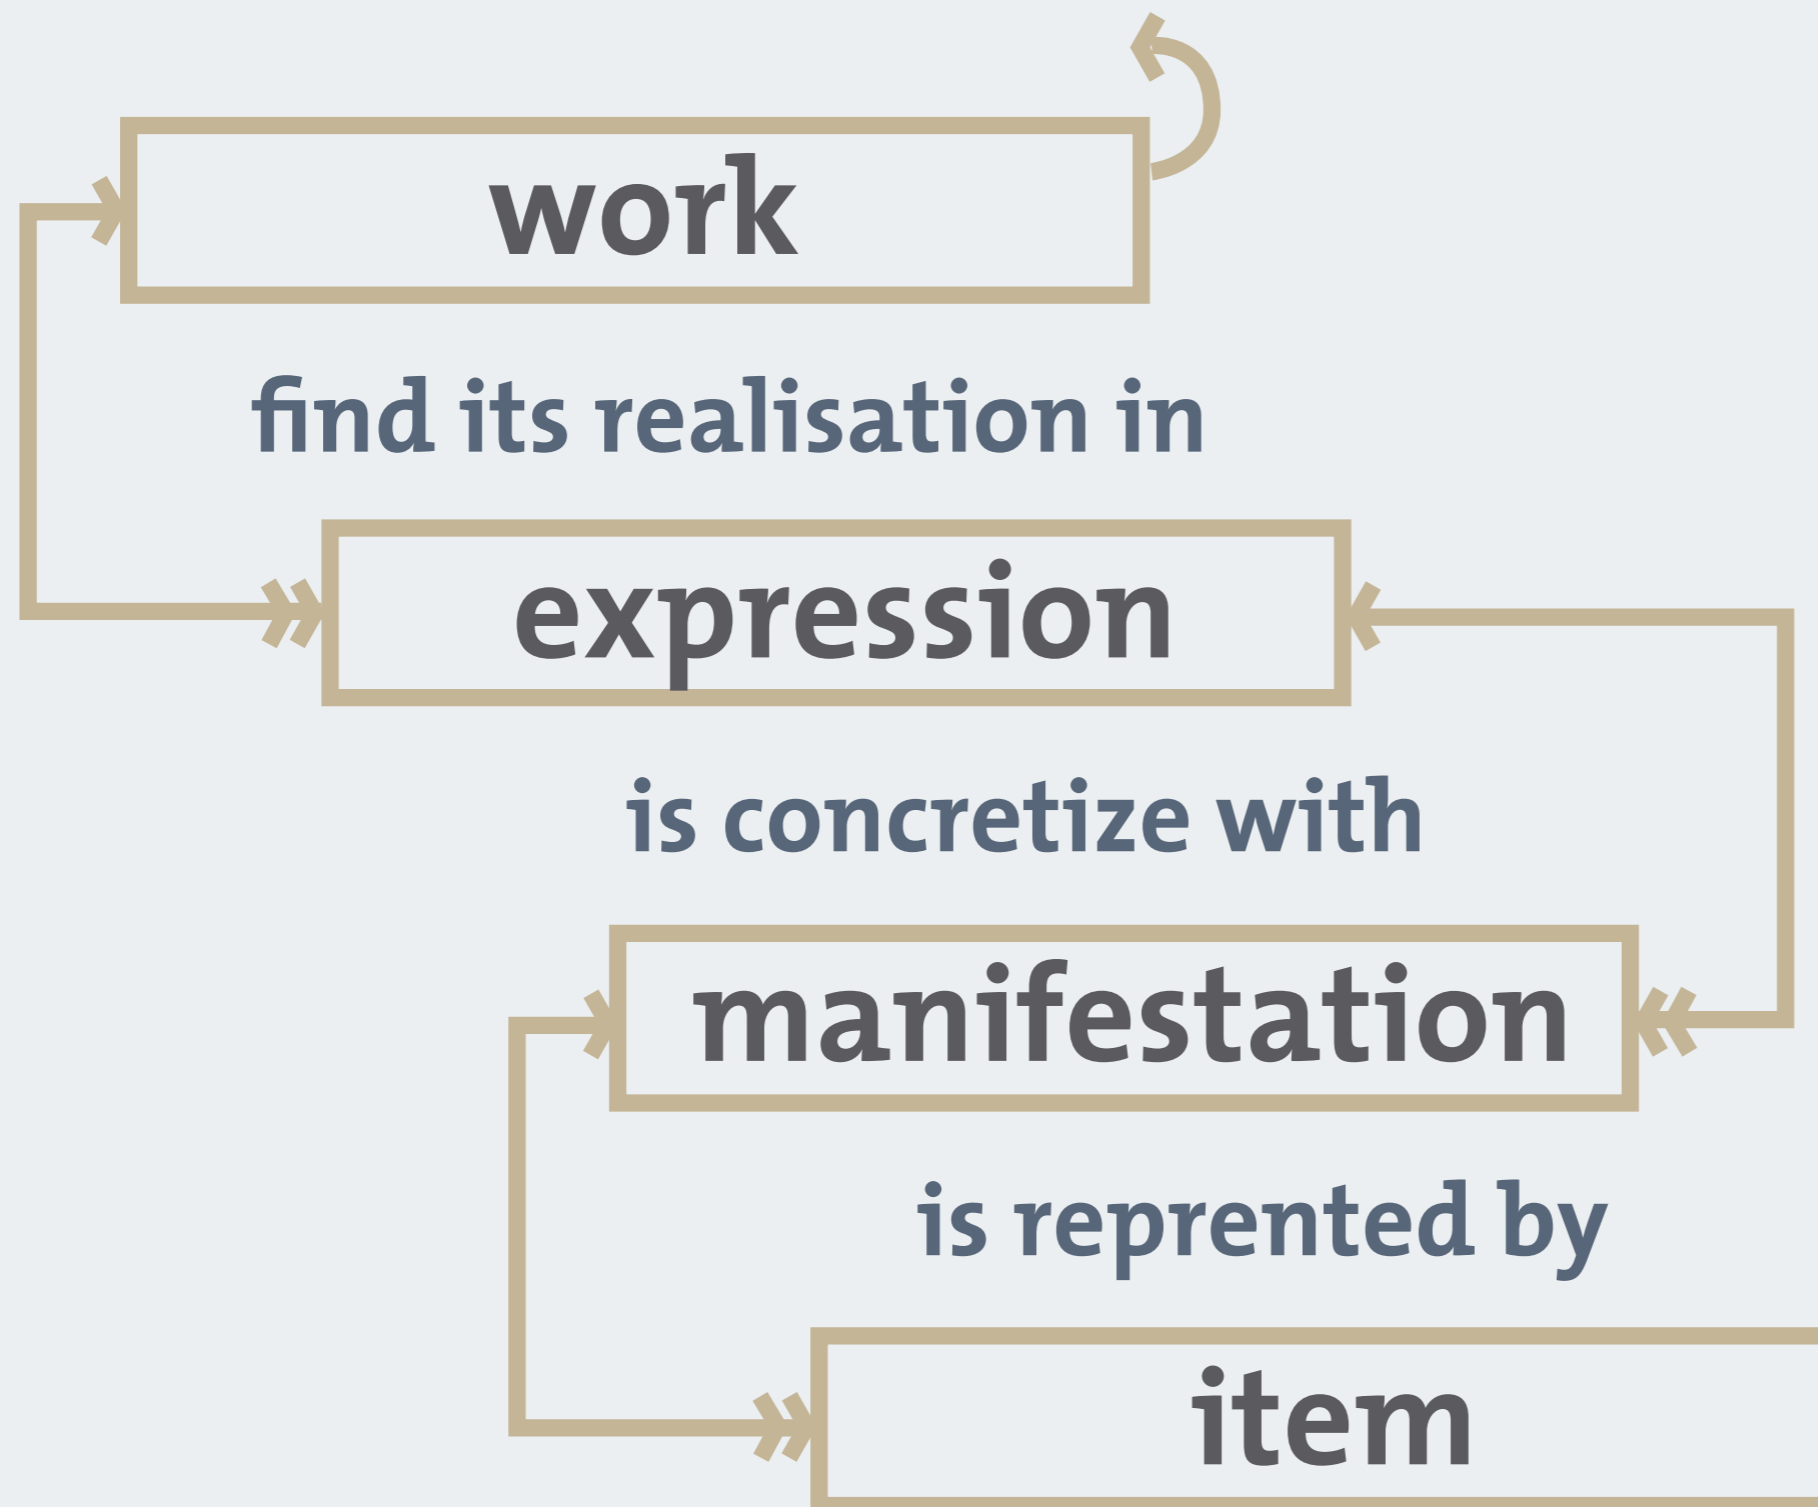 work
find its realisation in
expression
is concretize with
manifestation
is reprented by
item